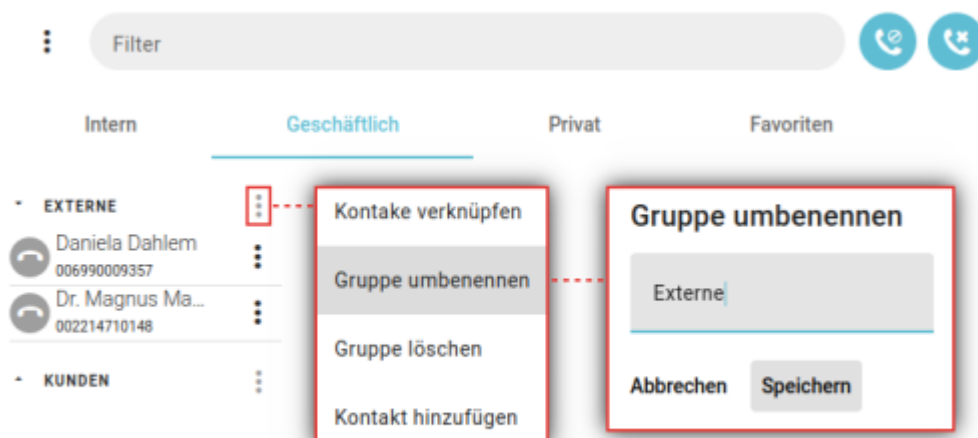 Filter
Intern
Geschäftlich
Privat
Favoriten
EXTERNE
Daniela Dahlem
006990009357
Dr. Magnus Ma...
002214710148
KUNDEN
Kontake verknüpfen
Gruppe umbenennen
Gruppe löschen
Kontakt hinzufügen
Gruppe umbenennen
Externe
Abbrechen Speichern